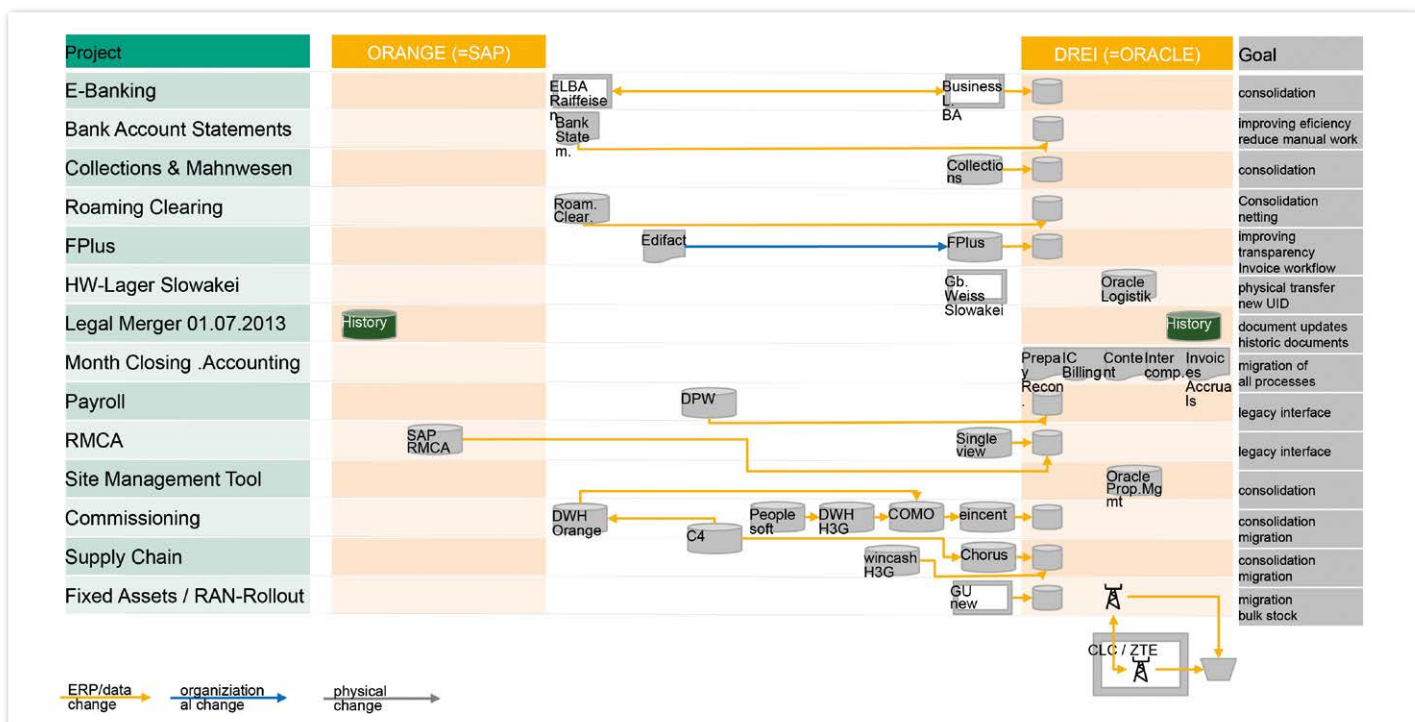 Project
ORANGE (=SAP)
DREI (=ORACLE)
Goal
E-Banking
ELBA
Raiffeise
n
Business
L.
BA
consolidation
Bank Account Statements
Bank
State
m.
improving eficiency
reduce manual work
Collections & Mahnwesen
Collectio
ns
consolidation
Roaming Clearing
Roam.
Clear.
Consolidation
netting
FPlus
Edifact
FPlus
improving
transparency
Invoice workflow
HW-Lager Slowakei
Gb.
Weiss
Slowakei
Oracle
Logistik
physical transfer
new UID
Legal Merger 01.07.2013
History
History
document updates
historic documents
Month Closing .Accounting
Prepa
y
Recon
.
IC
Billing
Conte
nt
Inter
comp.
Invoic
es
Accrua
ls
migration of
all processes
Payroll
DPW
legacy interface
RMCA
SAP
RMCA
Single
view
legacy interface
Site Management Tool
Oracle
Prop.Mg
mt
consolidation
Commissioning
DWH
Orange
People
soft
DWH
H3G
COMO
eincent
consolidation
migration
Supply Chain
C4
wincash
H3G
Chorus
consolidation
migration
Fixed Assets / RAN-Rollout
GU
new
migration
bulk stock
CLC / ZTE
ERP/data
change
organiziation
al change
physical
change